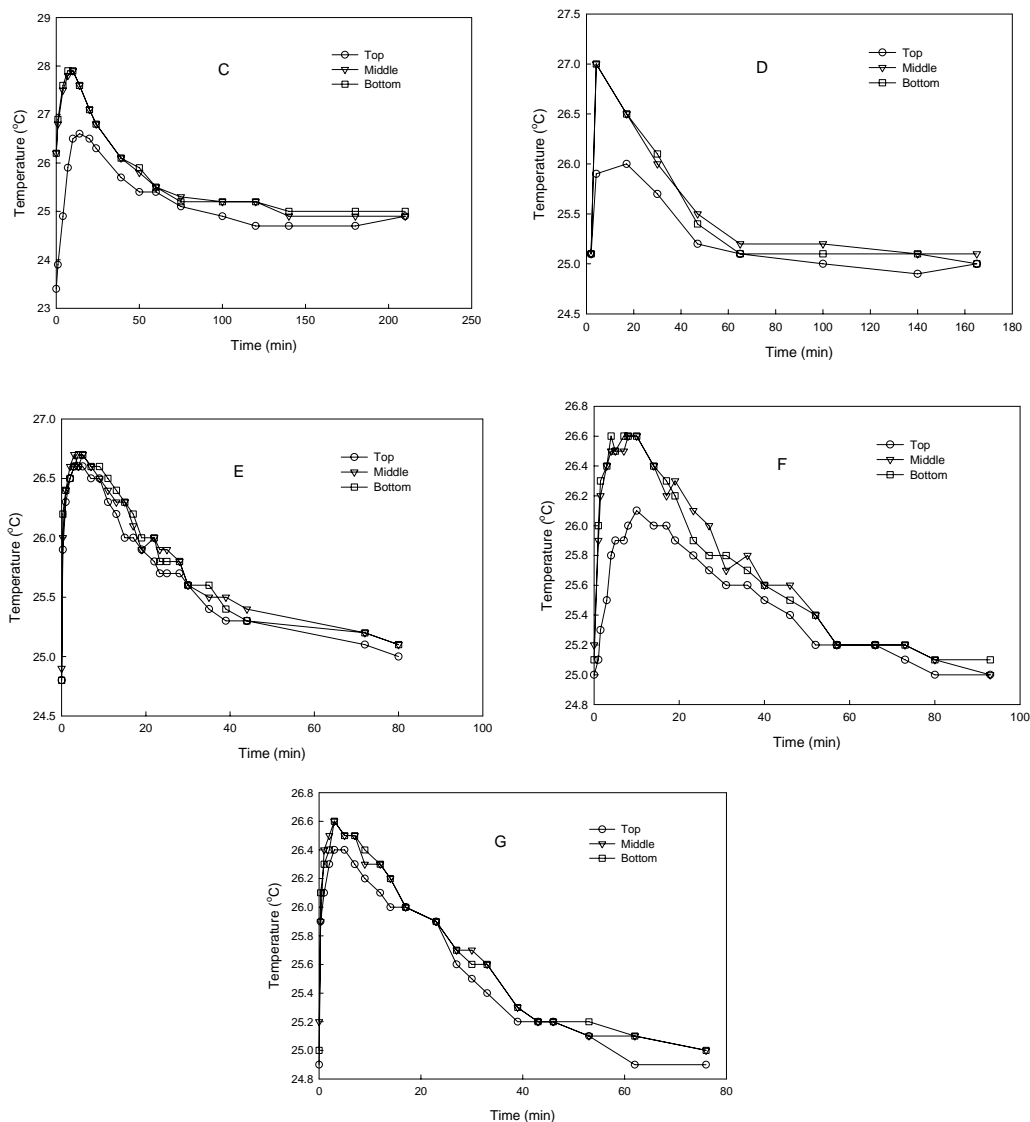 29
28
27
26
25
24
23
0
50
100
150
200
250
Temperature (°C)
Time (min)
C
Top
Middle
Bottom
27.5
27.0
26.5
26.0
25.5
25.0
24.5
0
20
40
60
80
100
120
140
160
180
Temperature (°C)
Time (min)
D
Top
Middle
Bottom
27.0
26.5
26.0
25.5
25.0
24.5
0
20
40
60
80
100
Temperature (°C)
Time (min)
E
Top
Middle
Bottom
26.8
26.6
26.4
26.2
26.0
25.8
25.6
25.4
25.2
25.0
24.8
0
20
40
60
80
100
Temperature (°C)
Time (min)
F
Top
Middle
Bottom
26.8
26.6
26.4
26.2
26.0
25.8
25.6
25.4
25.2
25.0
24.8
0
20
40
60
80
Temperature (°C)
Time (min)
G
Top
Middle
Bottom